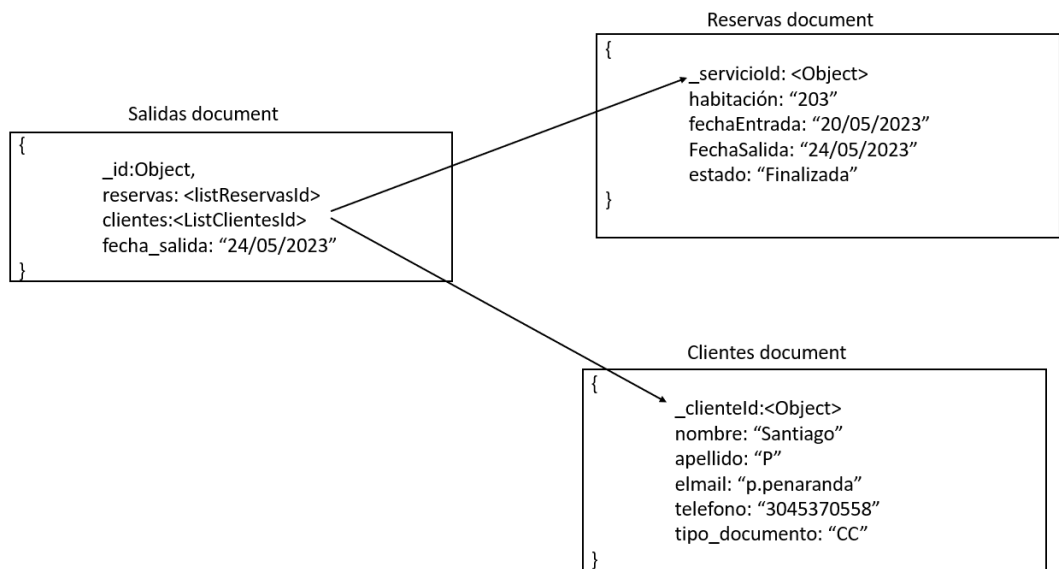 Salidas document
{
_id:Object,
reservas: <listReservasId>
clientes:<ListClientesId>
fecha_salida: “24/05/2023”
}
Reservas document
{
_servicioId: <Object>
habitación: “203”
fechaEntrada: “20/05/2023”
FechaSalida: “24/05/2023”
estado: “Finalizada”
}
Clientes document
{
_clienteId:<Object>
nombre: “Santiago”
apellido: “P”
elmail: “p.penaranda”
telefono: “3045370558”
tipo_documento: “CC”
}